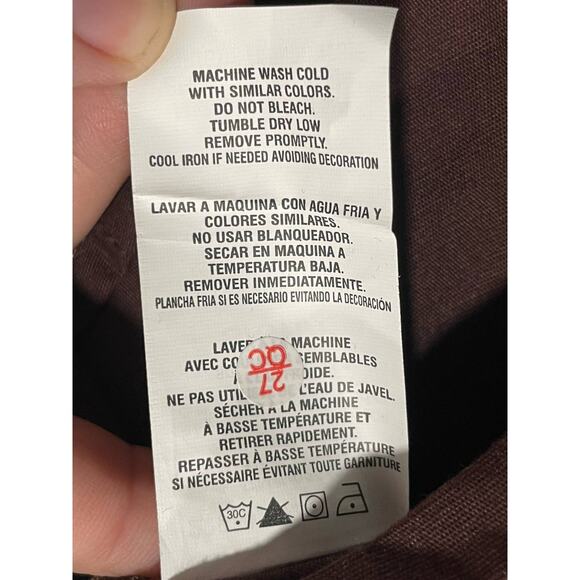 MACHINE WASH COLD
WITH SIMILAR COLORS.
DO NOT BLEACH.
TUMBLE DRY LOW
REMOVE PROMPTLY.
COOL IRON IF NEEDED AVOIDING DECORATION
LAVAR A MAQUINA CON AGUA FRIA Y
COLORES SIMILARES.
NO USAR BLANQUEADOR.
SECAR EN MAQUINA A
TEMPERATURA BAJA.
REMOVER INMEDIATAMENTE.
PLANCHA FRIA SI ES NECESARIO EVITANDO LA DECORACIÓN
MACHINE
AVEC
NE PAS L'EAU DE JAVEL.
SÉCHER A LA MACHINE
À BASSE TEMPÉRATURE ET
RETIRER RAPIDEMENT.
REPASSER À BASSE TEMPÉRATURE
SI NÉCESSAIRE ÉVITANT TOUTE GARNITURE
27
QC
30C